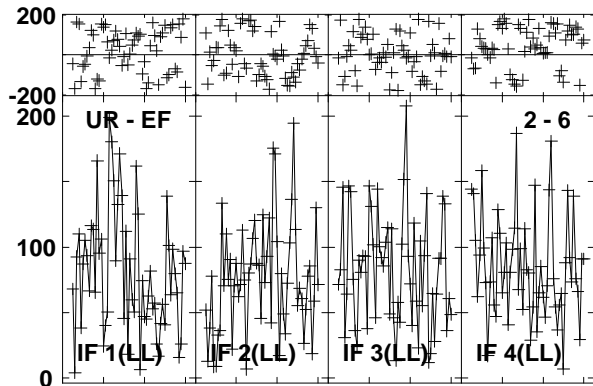 200
-200
200
UR - EF
2 - 6
100
IF 1(LL)
IF 2(LL)
IF 3(LL)
IF 4(LL)
0